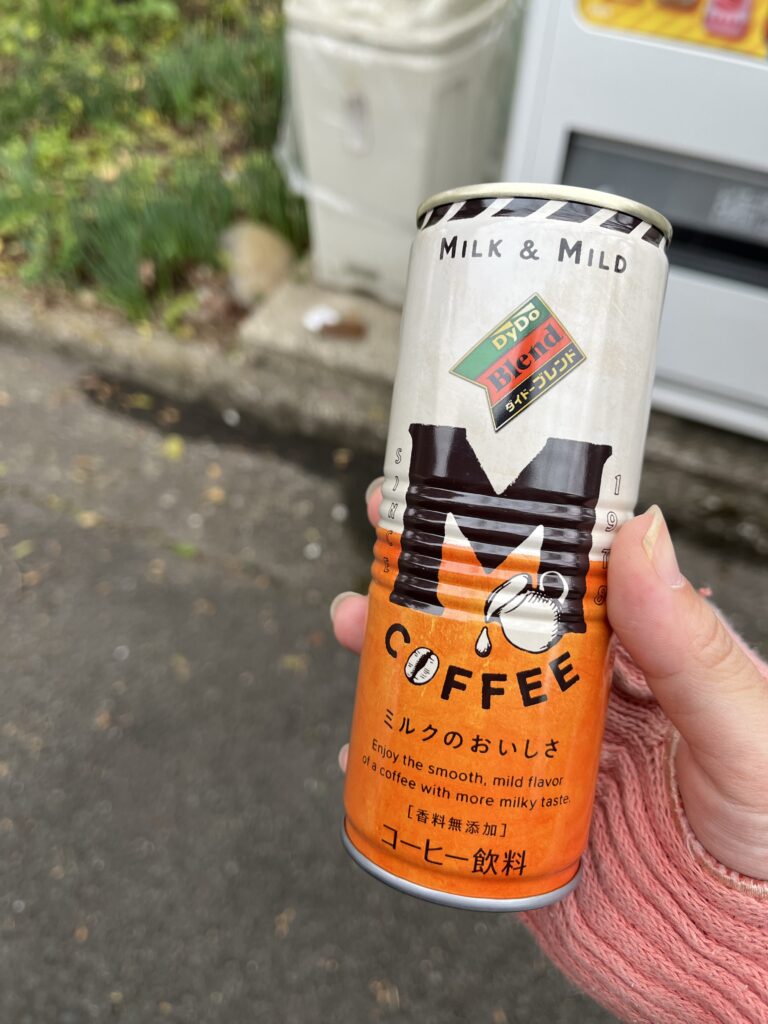 MILK & MILD
DyDo
Blend
ダイドーブレンド
M
SINCE 1975
COFFEE
ミルクのおいしさ
Enjoy the smooth, mild flavor
of a coffee with more milky taste.
[香料無添加]
コーヒー飲料